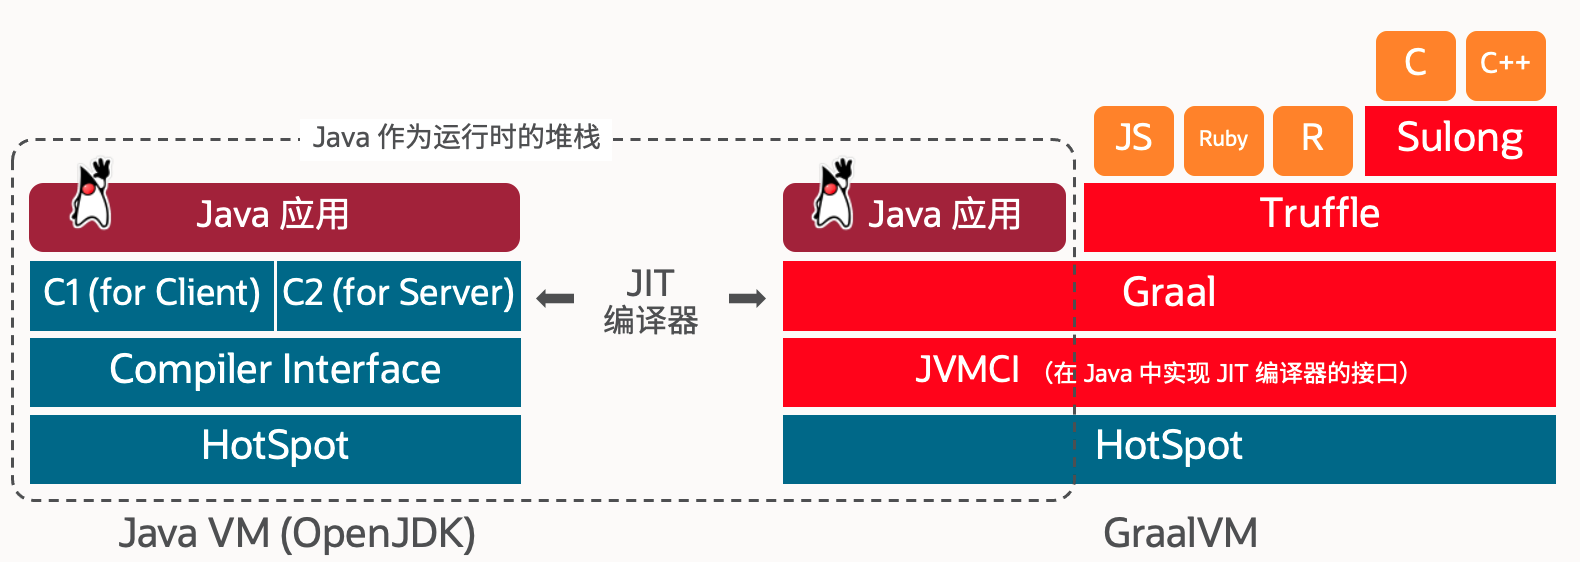 C
C++
Java 作为运行时的堆栈
JS
Ruby
R
Sulong
Java 应用
Java 应用
Truffle
C1 (for Client)
C2 (for Server)
JIT
编译器
Graal
Compiler Interface
JVMCI （在 Java 中实现 JIT 编译器的接口）
HotSpot
HotSpot
Java VM (OpenJDK)
GraalVM